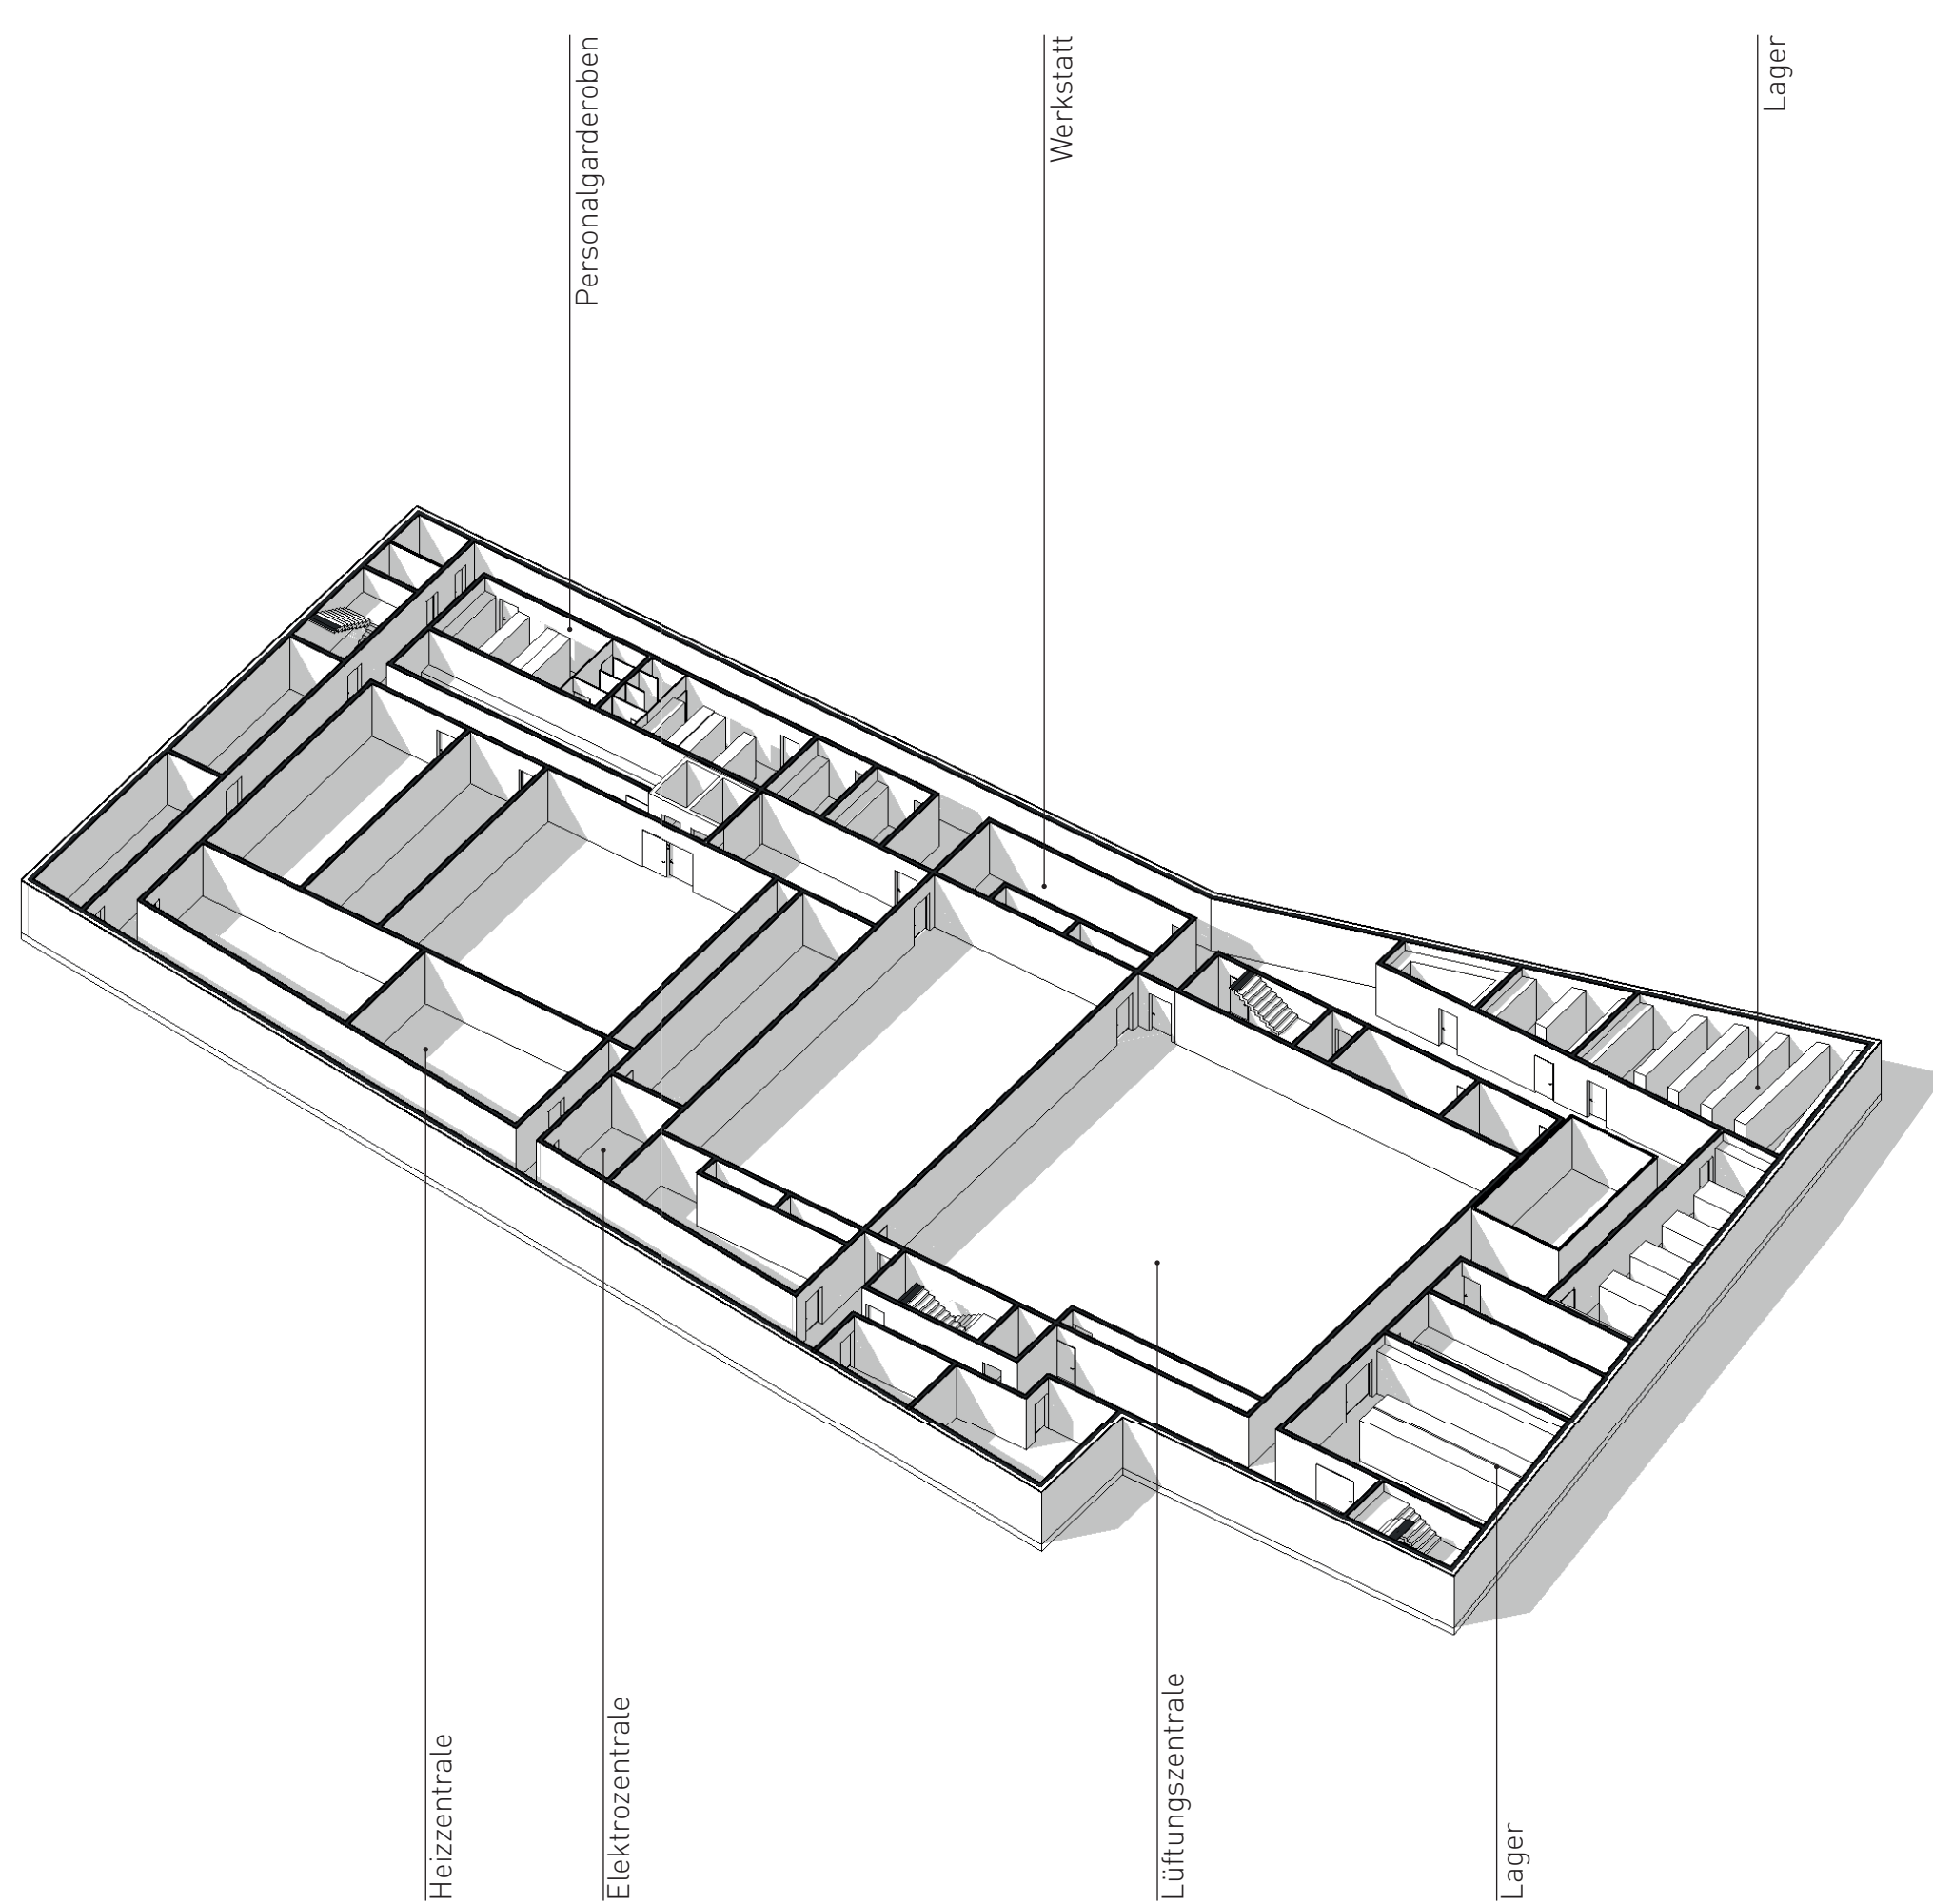 Personalgarderoben
Werkstatt
Lager
Heizzentrale
Elektrozentrale
Lüftungszentrale
Lager